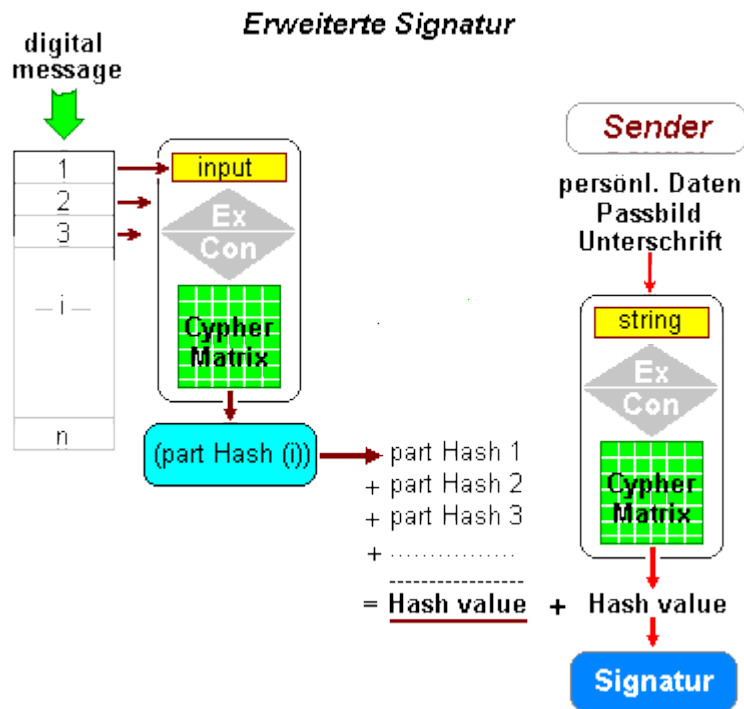 Erweiterte Signatur
digital
message
1
2
3
— i —
n
input
Ex
Con
Cypher
Matrix
(part Hash (i))
part Hash 1
+ part Hash 2
+ part Hash 3
+ ................
---------------
= Hash value + Hash value
Sender
persönl. Daten
Passbild
Unterschrift
string
Ex
Con
Cypher
Matrix
Signatur